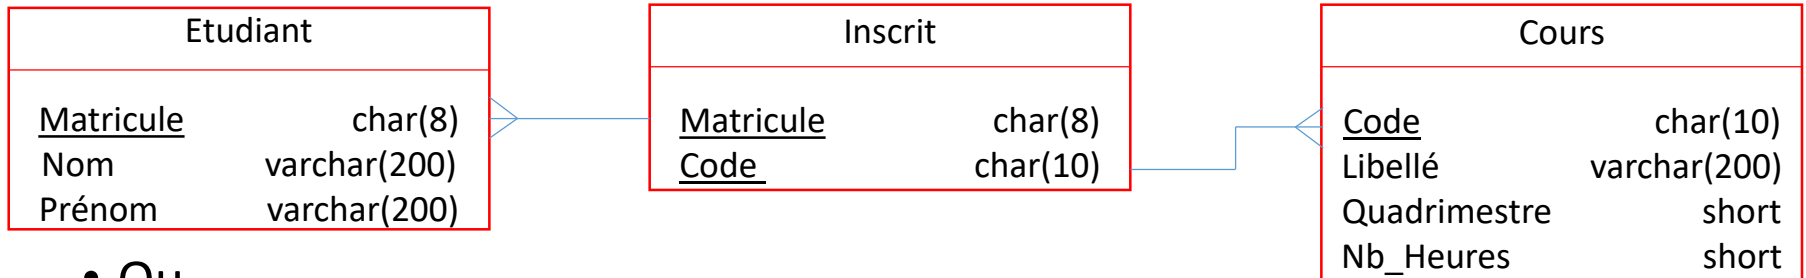 Etudiant
Matricule char(8)
Nom varchar(200)
Prénom varchar(200)
Inscrit
Matricule char(8)
Code char(10)
Cours
Code char(10)
Libellé varchar(200)
Quadrimestre short
Nb_Heures short